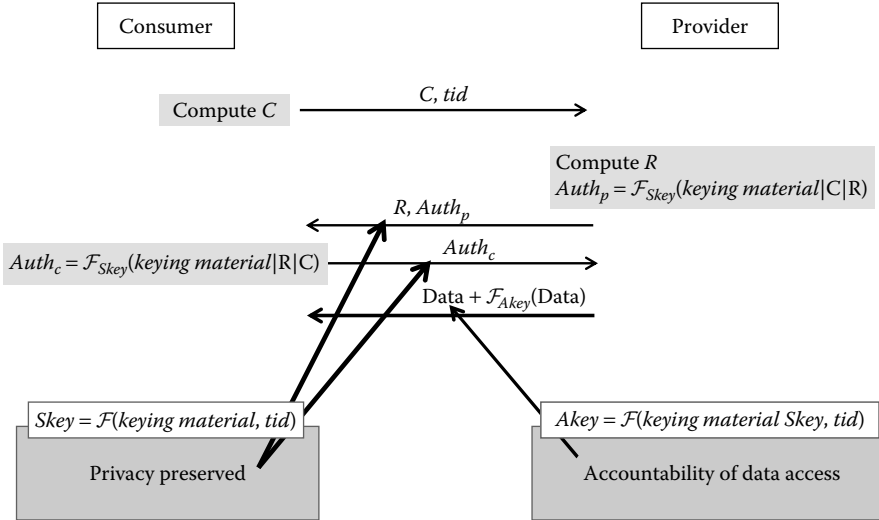 Consumer
Provider
Compute C
C, tid
Compute R
Auth_p = ℱ_Skey(keying material|C|R)
R, Auth_p
Auth_c = ℱ_Skey(keying material|R|C)
Auth_c
Data + ℱ_Akey(Data)
Skey = ℱ(keying material, tid)
Akey = ℱ(keying material Skey, tid)
Privacy preserved
Accountability of data access